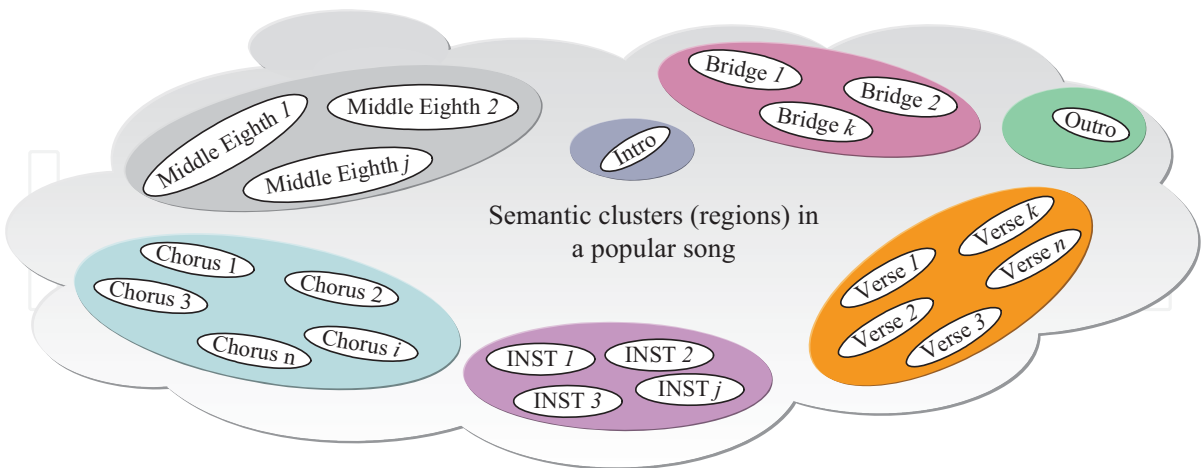 Middle Eighth 1
Middle Eighth 2
Middle Eighth j
Intro
Bridge 1
Bridge 2
Bridge k
Outro
Semantic clusters (regions) in
a popular song
Chorus 1
Chorus 2
Chorus 3
Chorus n
Chorus i
INST 1
INST 2
INST 3
INST j
Verse k
Verse 1
Verse n
Verse 2
Verse 3